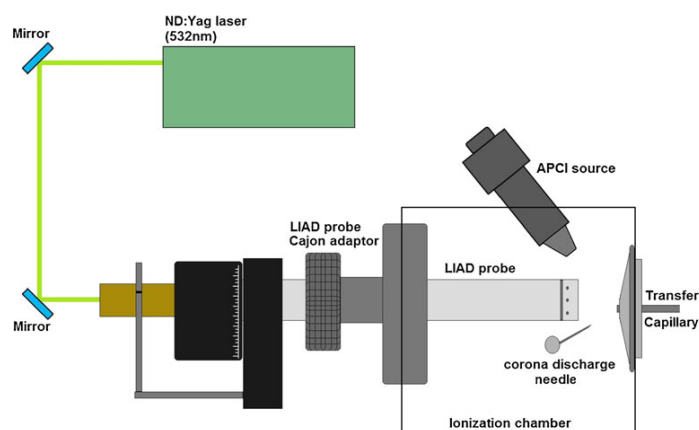 ND:Yag laser
(532nm)
Mirror
APCI source
LIAD probe
Cajon adaptor
LIAD probe
Transfer
Capillary
Mirror
corona discharge
needle
Ionization chamber